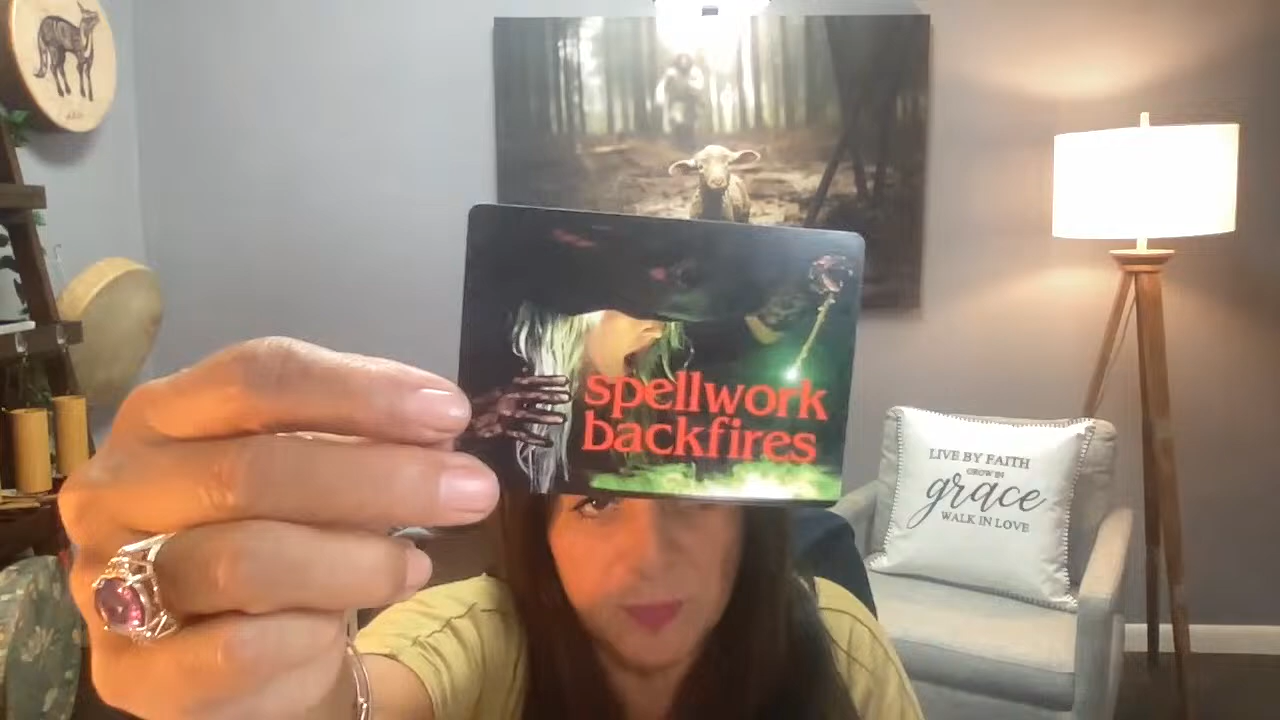 spellwork
backfires
LIVE BY FAITH
GROW IN
grace
WALK IN LOVE